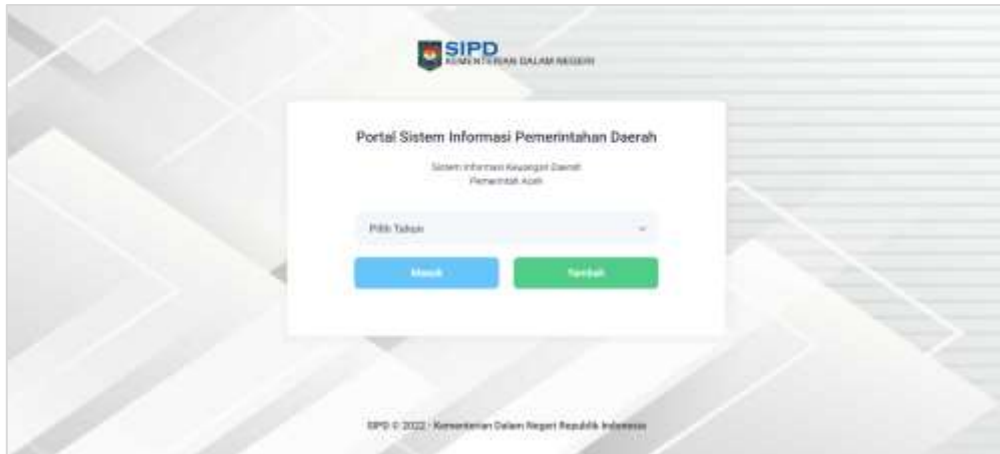 SIPD
KEMENTERIAN DALAM NEGERI
Portal Sistem Informasi Pemerintahan Daerah
Sistem Informasi Keuangan Daerah
Pemerintah Aceh
Pilih Tahun
Masuk
Tambah
SIPD © 2022 - Kementerian Dalam Negeri Republik Indonesia